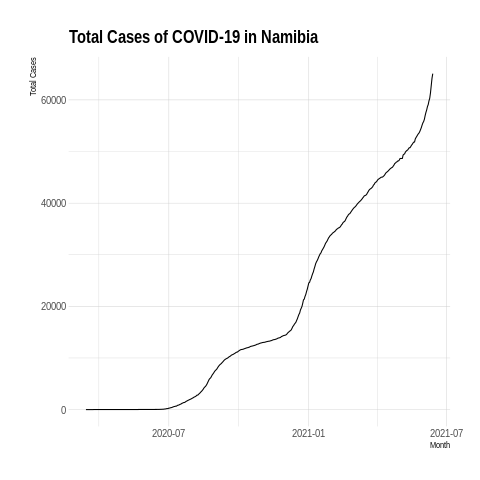 Total Cases of COVID-19 in Namibia
Total Cases
60000
40000
20000
0
2020-07
2021-01
2021-07
Month